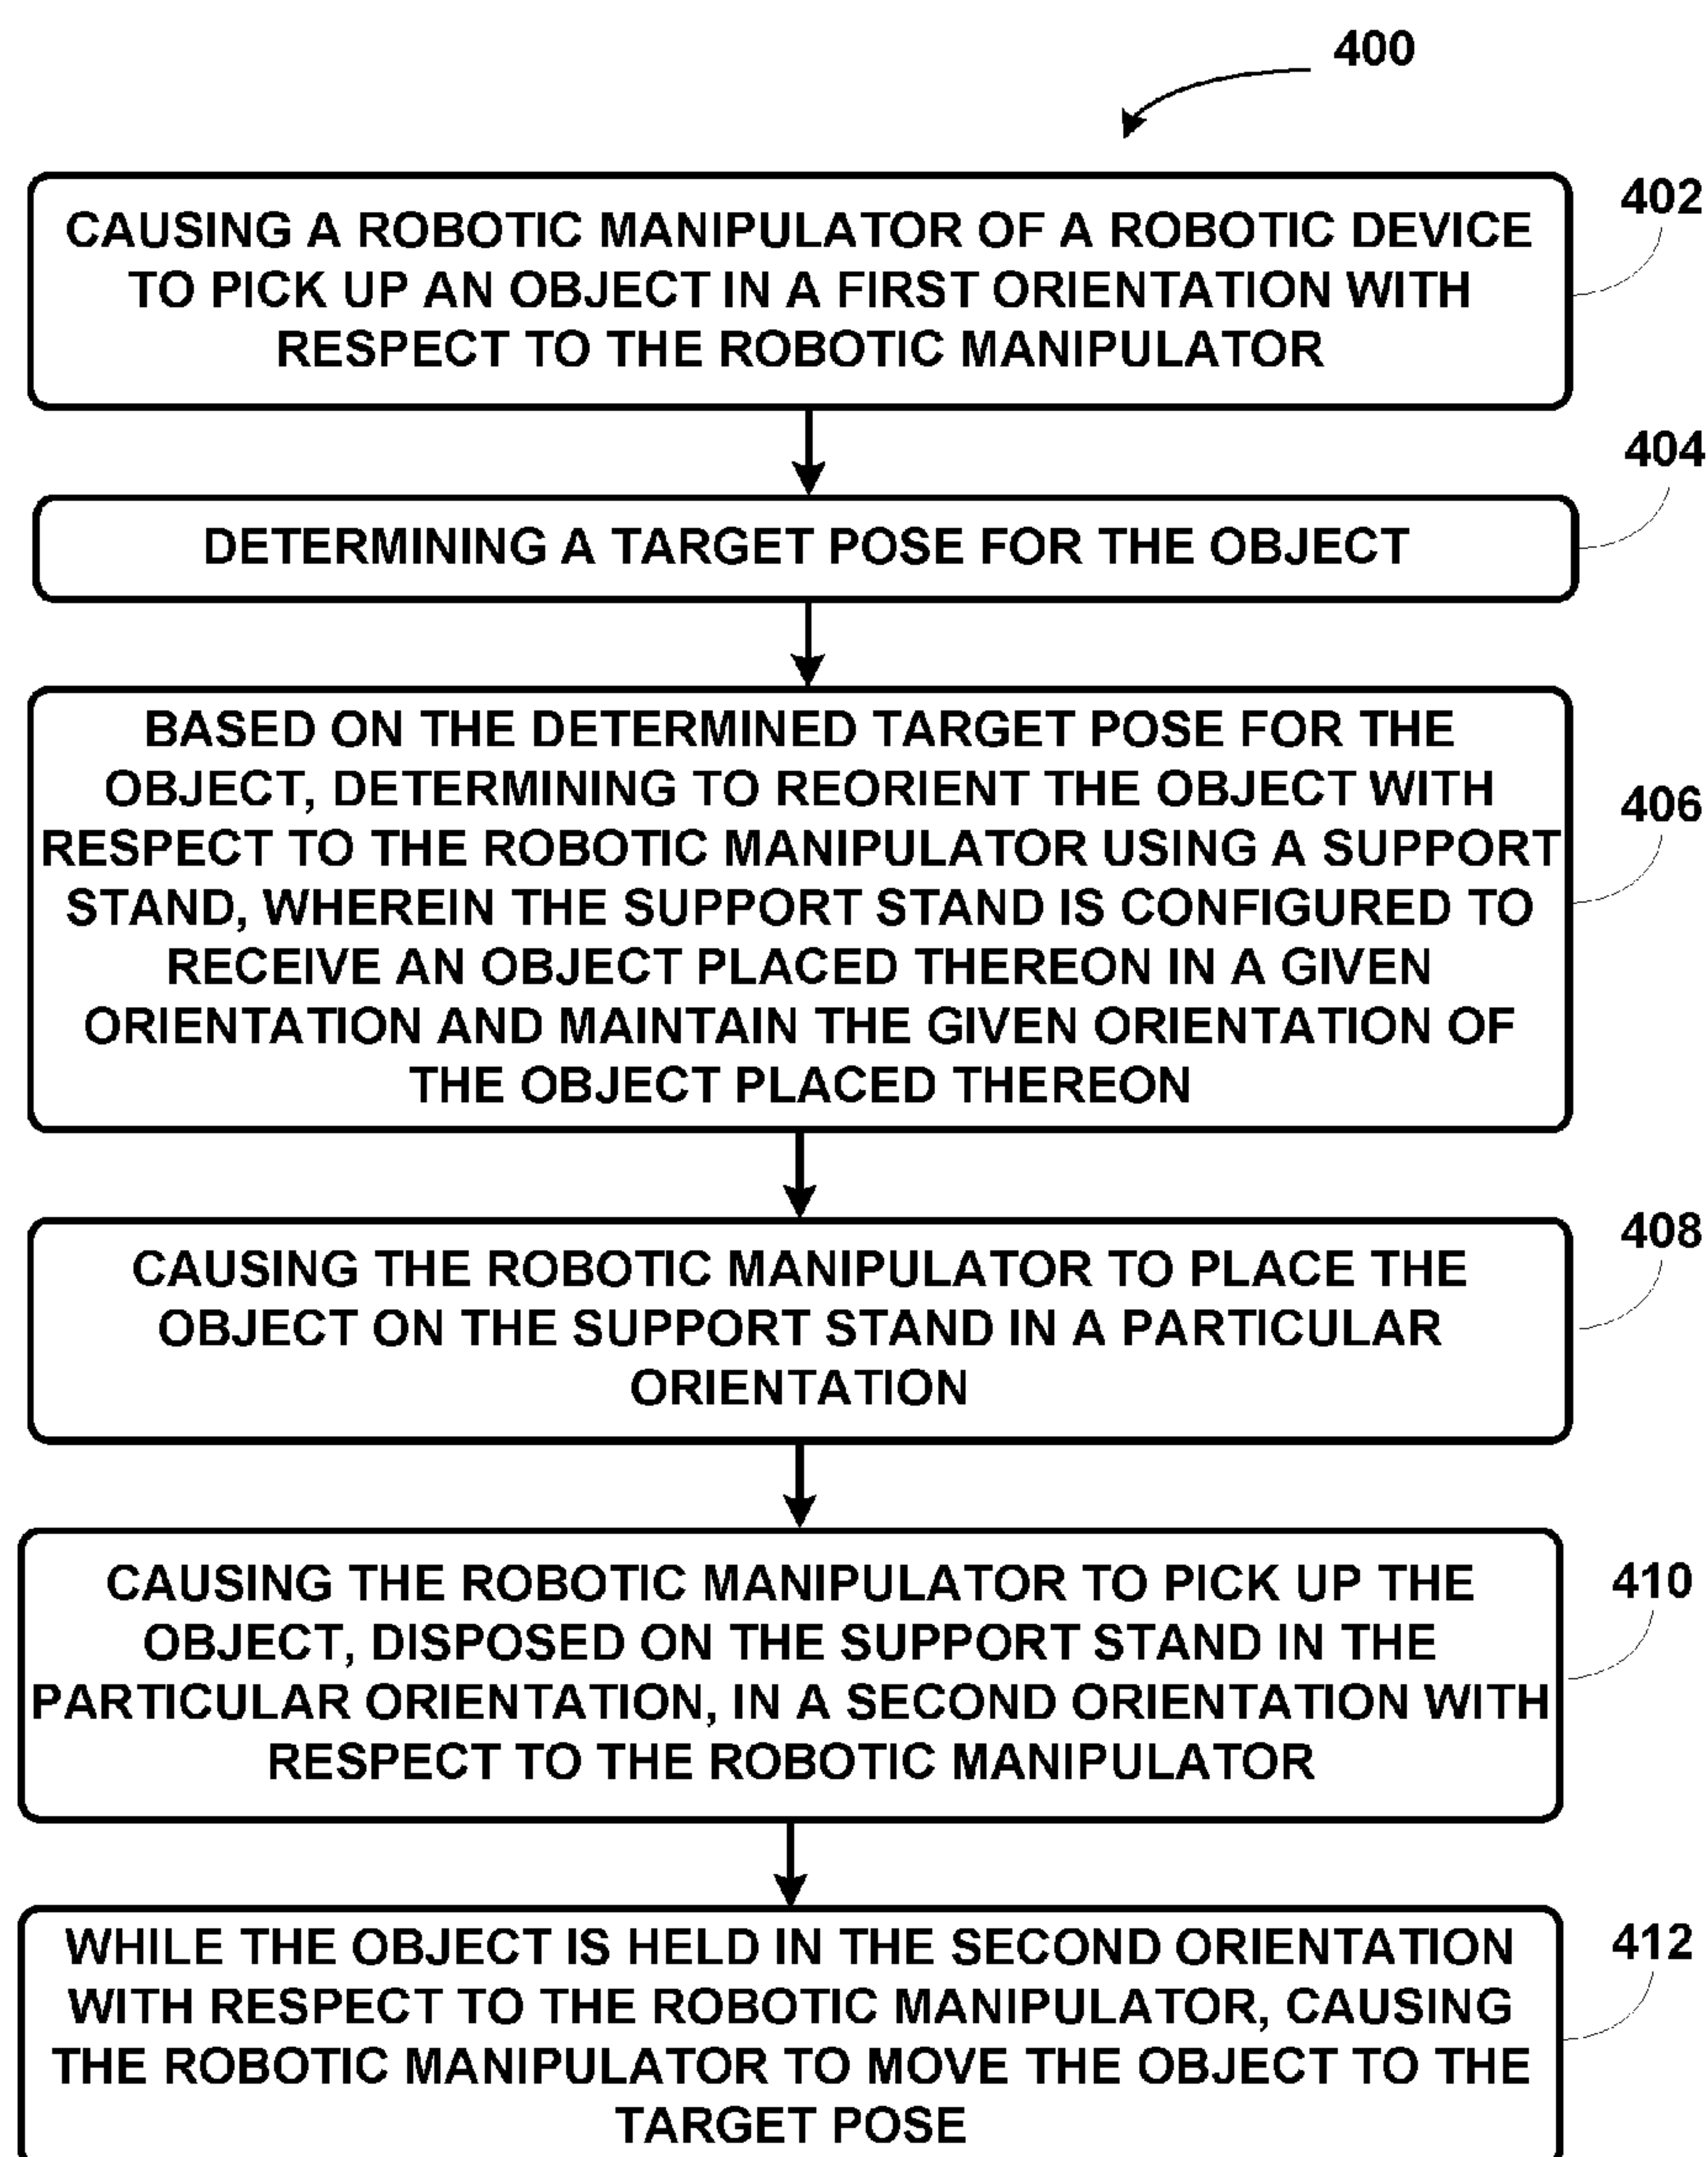 400
402
CAUSING A ROBOTIC MANIPULATOR OF A ROBOTIC DEVICE
TO PICK UP AN OBJECT IN A FIRST ORIENTATION WITH
RESPECT TO THE ROBOTIC MANIPULATOR
404
DETERMINING A TARGET POSE FOR THE OBJECT
406
BASED ON THE DETERMINED TARGET POSE FOR THE
OBJECT, DETERMINING TO REORIENT THE OBJECT WITH
RESPECT TO THE ROBOTIC MANIPULATOR USING A SUPPORT
STAND, WHEREIN THE SUPPORT STAND IS CONFIGURED TO
RECEIVE AN OBJECT PLACED THEREON IN A GIVEN
ORIENTATION AND MAINTAIN THE GIVEN ORIENTATION OF
THE OBJECT PLACED THEREON
408
CAUSING THE ROBOTIC MANIPULATOR TO PLACE THE
OBJECT ON THE SUPPORT STAND IN A PARTICULAR
ORIENTATION
410
CAUSING THE ROBOTIC MANIPULATOR TO PICK UP THE
OBJECT, DISPOSED ON THE SUPPORT STAND IN THE
PARTICULAR ORIENTATION, IN A SECOND ORIENTATION WITH
RESPECT TO THE ROBOTIC MANIPULATOR
412
WHILE THE OBJECT IS HELD IN THE SECOND ORIENTATION
WITH RESPECT TO THE ROBOTIC MANIPULATOR, CAUSING
THE ROBOTIC MANIPULATOR TO MOVE THE OBJECT TO THE
TARGET POSE